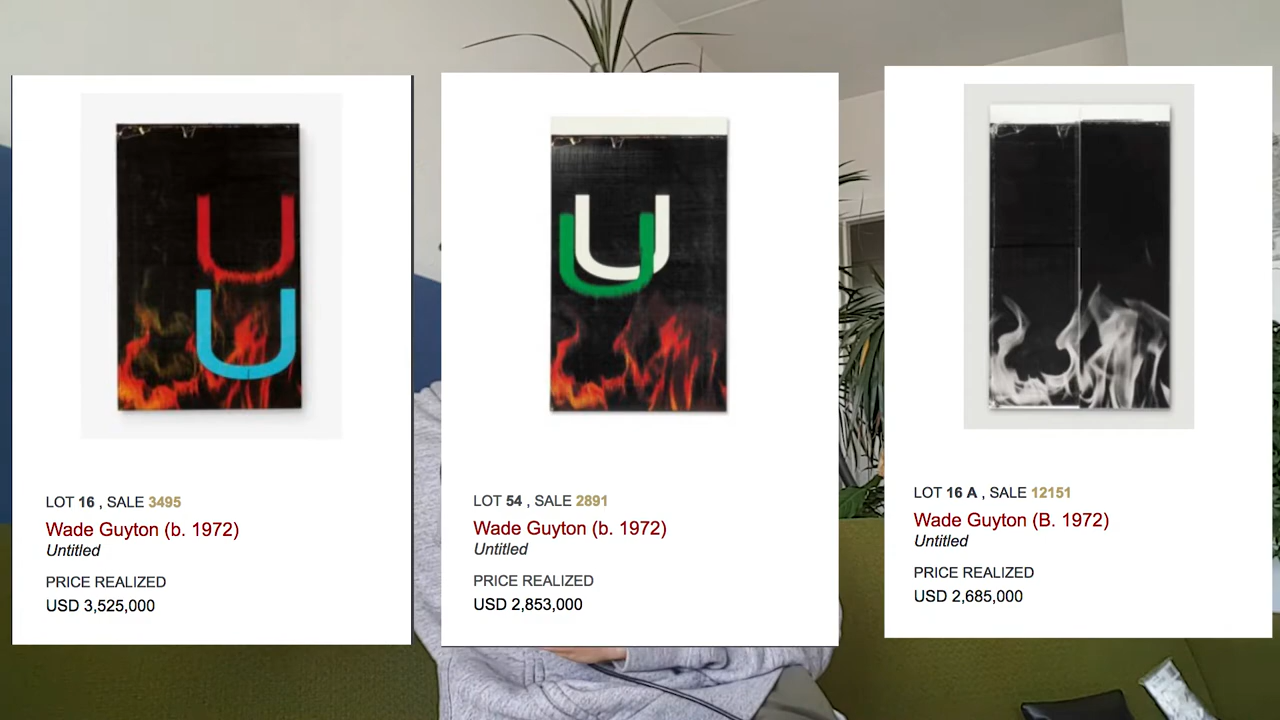 U
U
LOT 16 , SALE 3495
Wade Guyton (b. 1972)
Untitled
PRICE REALIZED
USD 3,525,000
U
U
LOT 54 , SALE 2891
Wade Guyton (b. 1972)
Untitled
PRICE REALIZED
USD 2,853,000
LOT 16 A , SALE 12151
Wade Guyton (B. 1972)
Untitled
PRICE REALIZED
USD 2,685,000